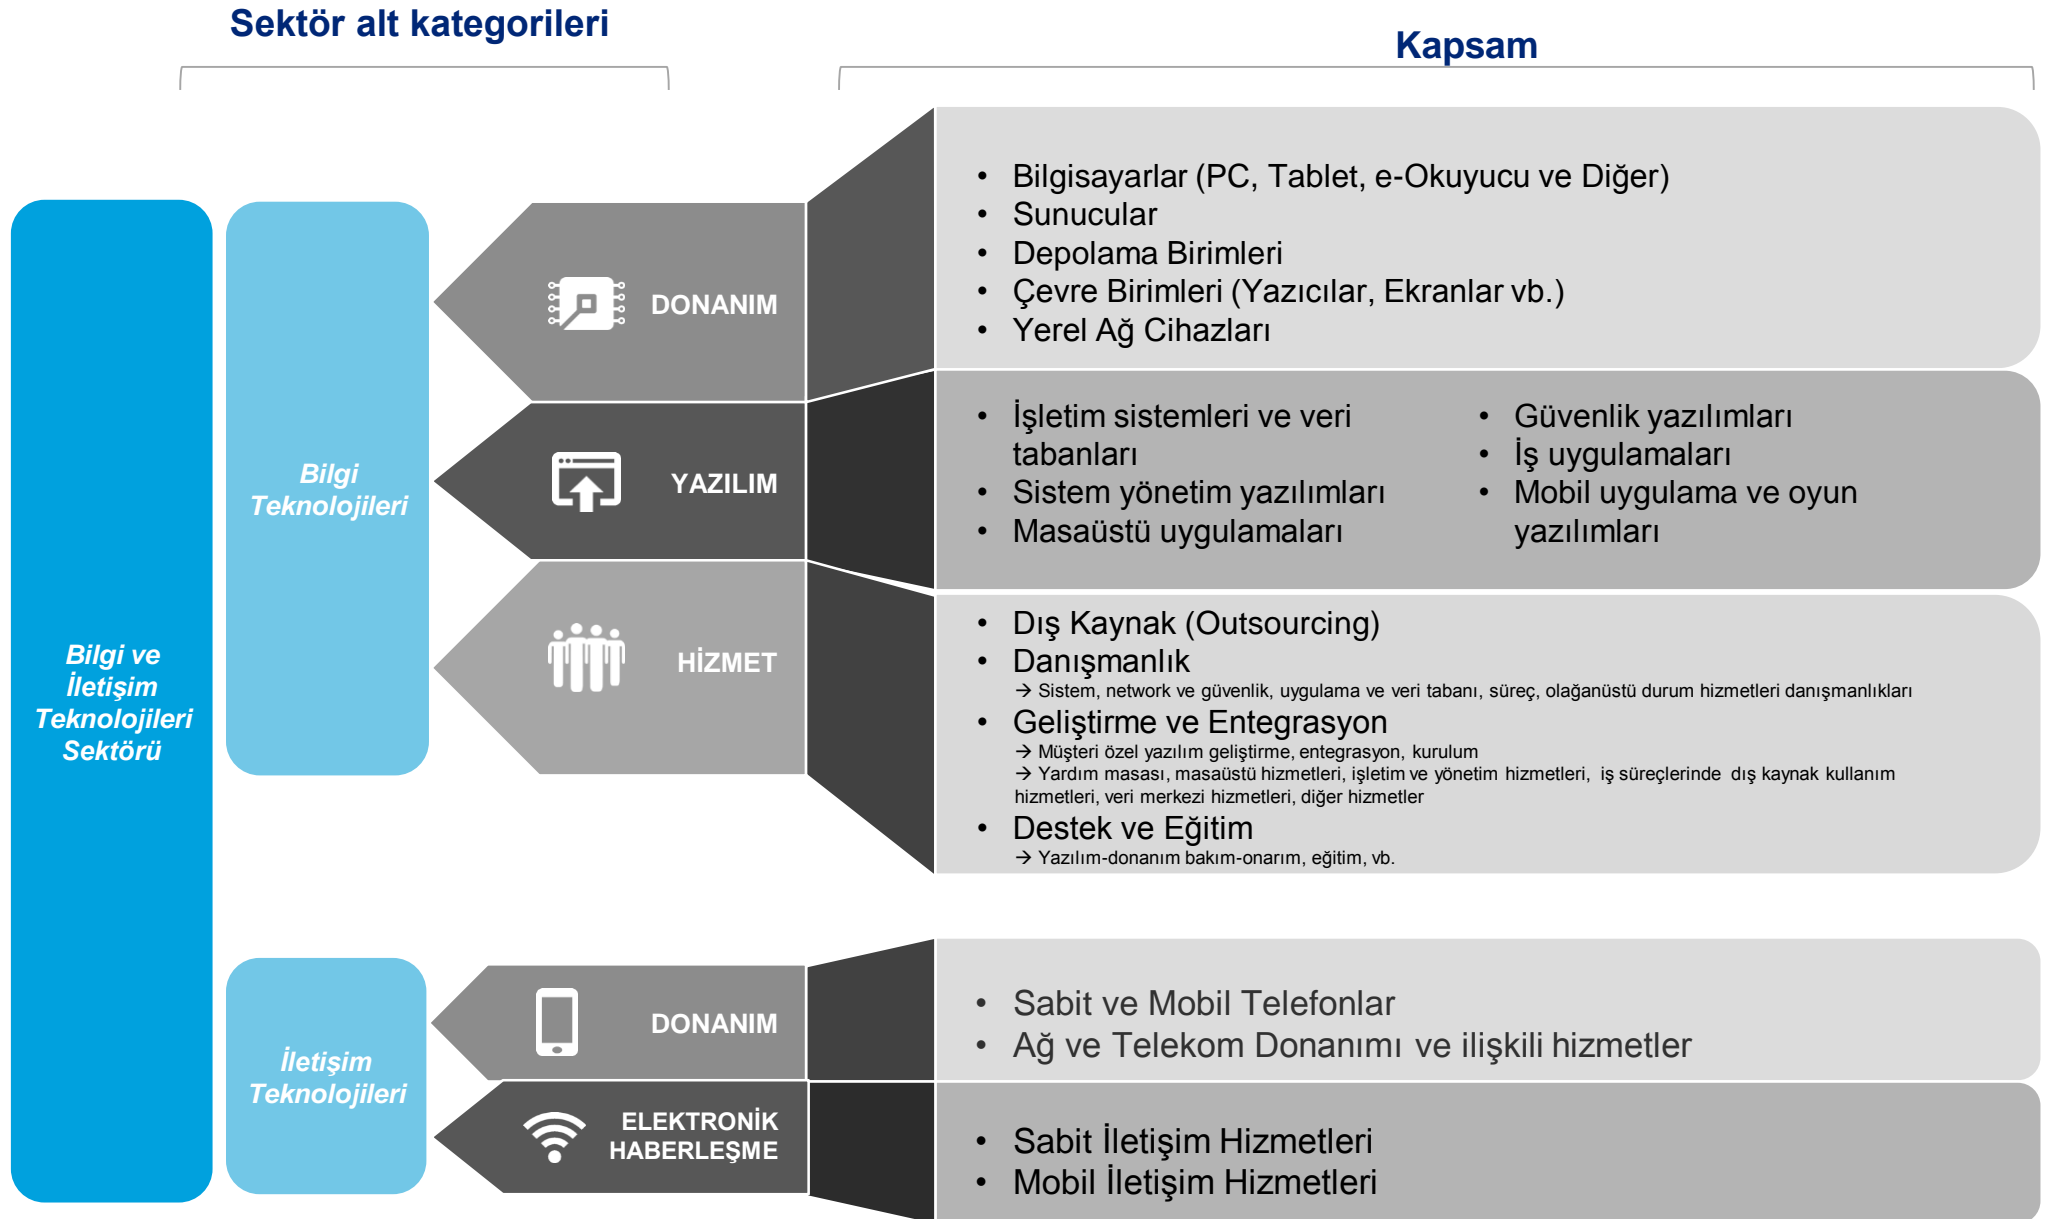 Sektör alt kategorileri
Kapsam
Bilgi ve
İletişim
Teknolojileri
Sektörü
Bilgi
Teknolojileri
DONANIM
• Bilgisayarlar (PC, Tablet, e-Okuyucu ve Diğer)
• Sunucular
• Depolama Birimleri
• Çevre Birimleri (Yazıcılar, Ekranlar vb.)
• Yerel Ağ Cihazları
YAZILIM
• İşletim sistemleri ve veri
tabanları
• Sistem yönetim yazılımları
• Masaüstü uygulamaları
• Güvenlik yazılımları
• İş uygulamaları
• Mobil uygulama ve oyun
yazılımları
HİZMET
• Dış Kaynak (Outsourcing)
• Danışmanlık
→ Sistem, network ve güvenlik, uygulama ve veri tabanı, süreç, olağanüstü durum hizmetleri danışmanlıkları
• Geliştirme ve Entegrasyon
→ Müşteri özel yazılım geliştirme, entegrasyon, kurulum
→ Yardım masası, masaüstü hizmetleri, işletim ve yönetim hizmetleri, iş süreçlerinde dış kaynak kullanım
hizmetleri, veri merkezi hizmetleri, diğer hizmetler
• Destek ve Eğitim
→ Yazılım-donanım bakım-onarım, eğitim, vb.
İletişim
Teknolojileri
DONANIM
• Sabit ve Mobil Telefonlar
• Ağ ve Telekom Donanımı ve ilişkili hizmetler
ELEKTRONİK
HABERLEŞME
• Sabit İletişim Hizmetleri
• Mobil İletişim Hizmetleri